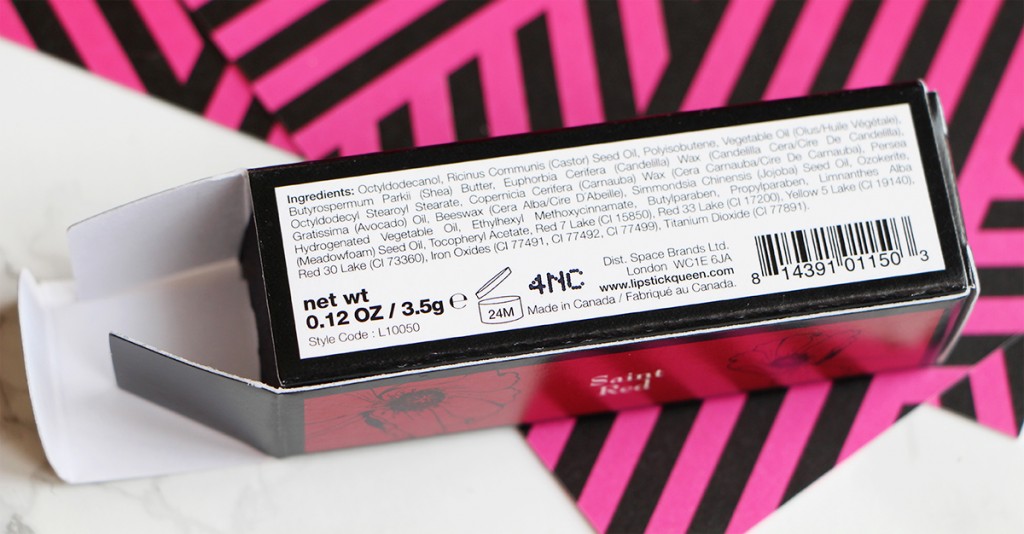 Ingredients: Octyldodecanol, Ricinus Communis (Castor) Seed Oil, Polyisobutene, Vegetable Oil (Olus/Huile Végétale),
Butyrospermum Parkii (Shea) Butter, Euphorbia Cerifera (Candelilla) Wax (Candelilla Cera/Cire De Candelilla),
Octyldodecyl Stearoyl Stearate, Copernicia Cerifera (Carnauba) Wax (Cera Carnauba/Cire De Carnauba), Persea
Gratissima (Avocado) Oil, Beeswax (Cera Alba/Cire D'Abeille), Simmondsia Chinensis (Jojoba) Seed Oil, Ozokerite,
Hydrogenated Vegetable Oil, Ethylhexyl Methoxycinnamate, Butylparaben, Propylparaben, Limnanthes Alba
(Meadowfoam) Seed Oil, Tocopheryl Acetate, Red 7 Lake (CI 15850), Red 33 Lake (CI 17200), Yellow 5 Lake (CI 19140),
Red 30 Lake (CI 73360), Iron Oxides (CI 77491, CI 77492, CI 77499), Titanium Dioxide (CI 77891).
net wt
0.12 OZ / 3.5g ℮
Style Code : L10050
24M
4NC
Dist. Space Brands Ltd.
London WC1E 6JA
www.lipstickqueen.com
Made in Canada / Fabriqué au Canada.
8 14391 01150 3
Saint
Red